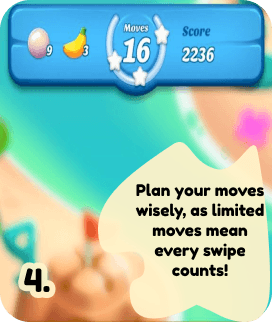 Moves
Score
9
3
16
2236
Plan your moves
wisely, as limited
moves mean
every swipe
counts!
4.